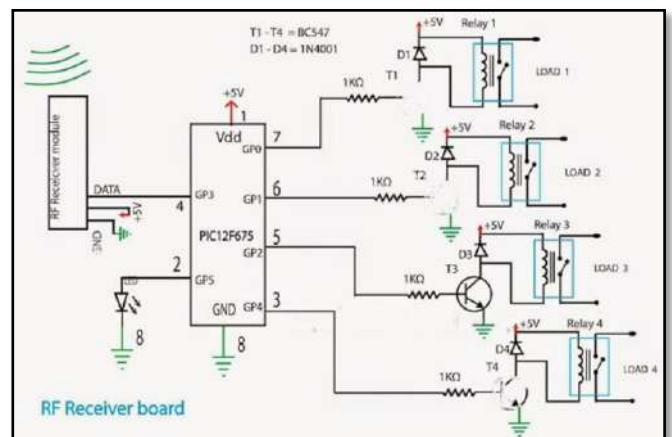 T1 - T4 = BC547
D1 - D4 = 1N4001
+5V
Relay 1
D1
T1
1KΩ
LOAD 1
+5V
1
Vdd
GP0
7
RF Receicver module
DATA
+5V
GND
GP3
4
PIC12F675
GP1
6
GP2
5
2
GP5
GND
GP4
3
8
LED
8
+5V
Relay 2
D2
T2
1KΩ
LOAD 2
+5V
Relay 3
D3
T3
1KΩ
LOAD 3
+5V
Relay 4
D4
T4
1KΩ
LOAD 4
RF Receiver board